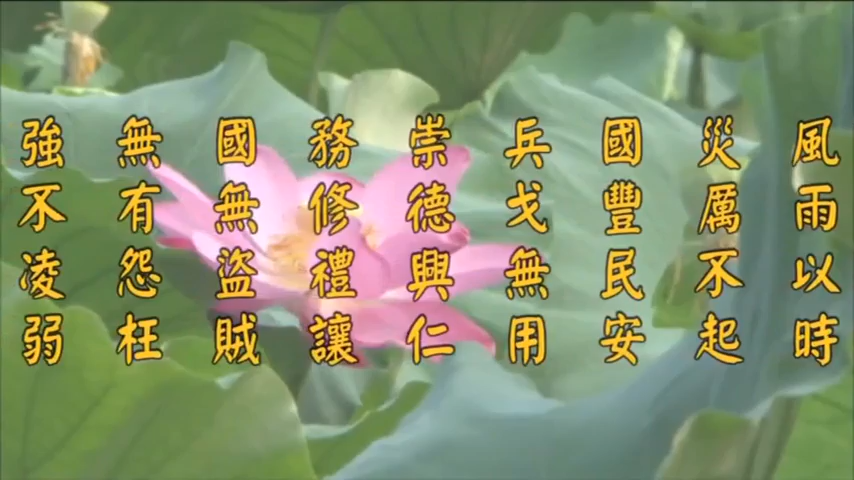 風雨以時
災厲不起
國豐民安
兵戈無用
崇德興仁
務修禮讓
國無盜賊
無有怨枉
強不凌弱